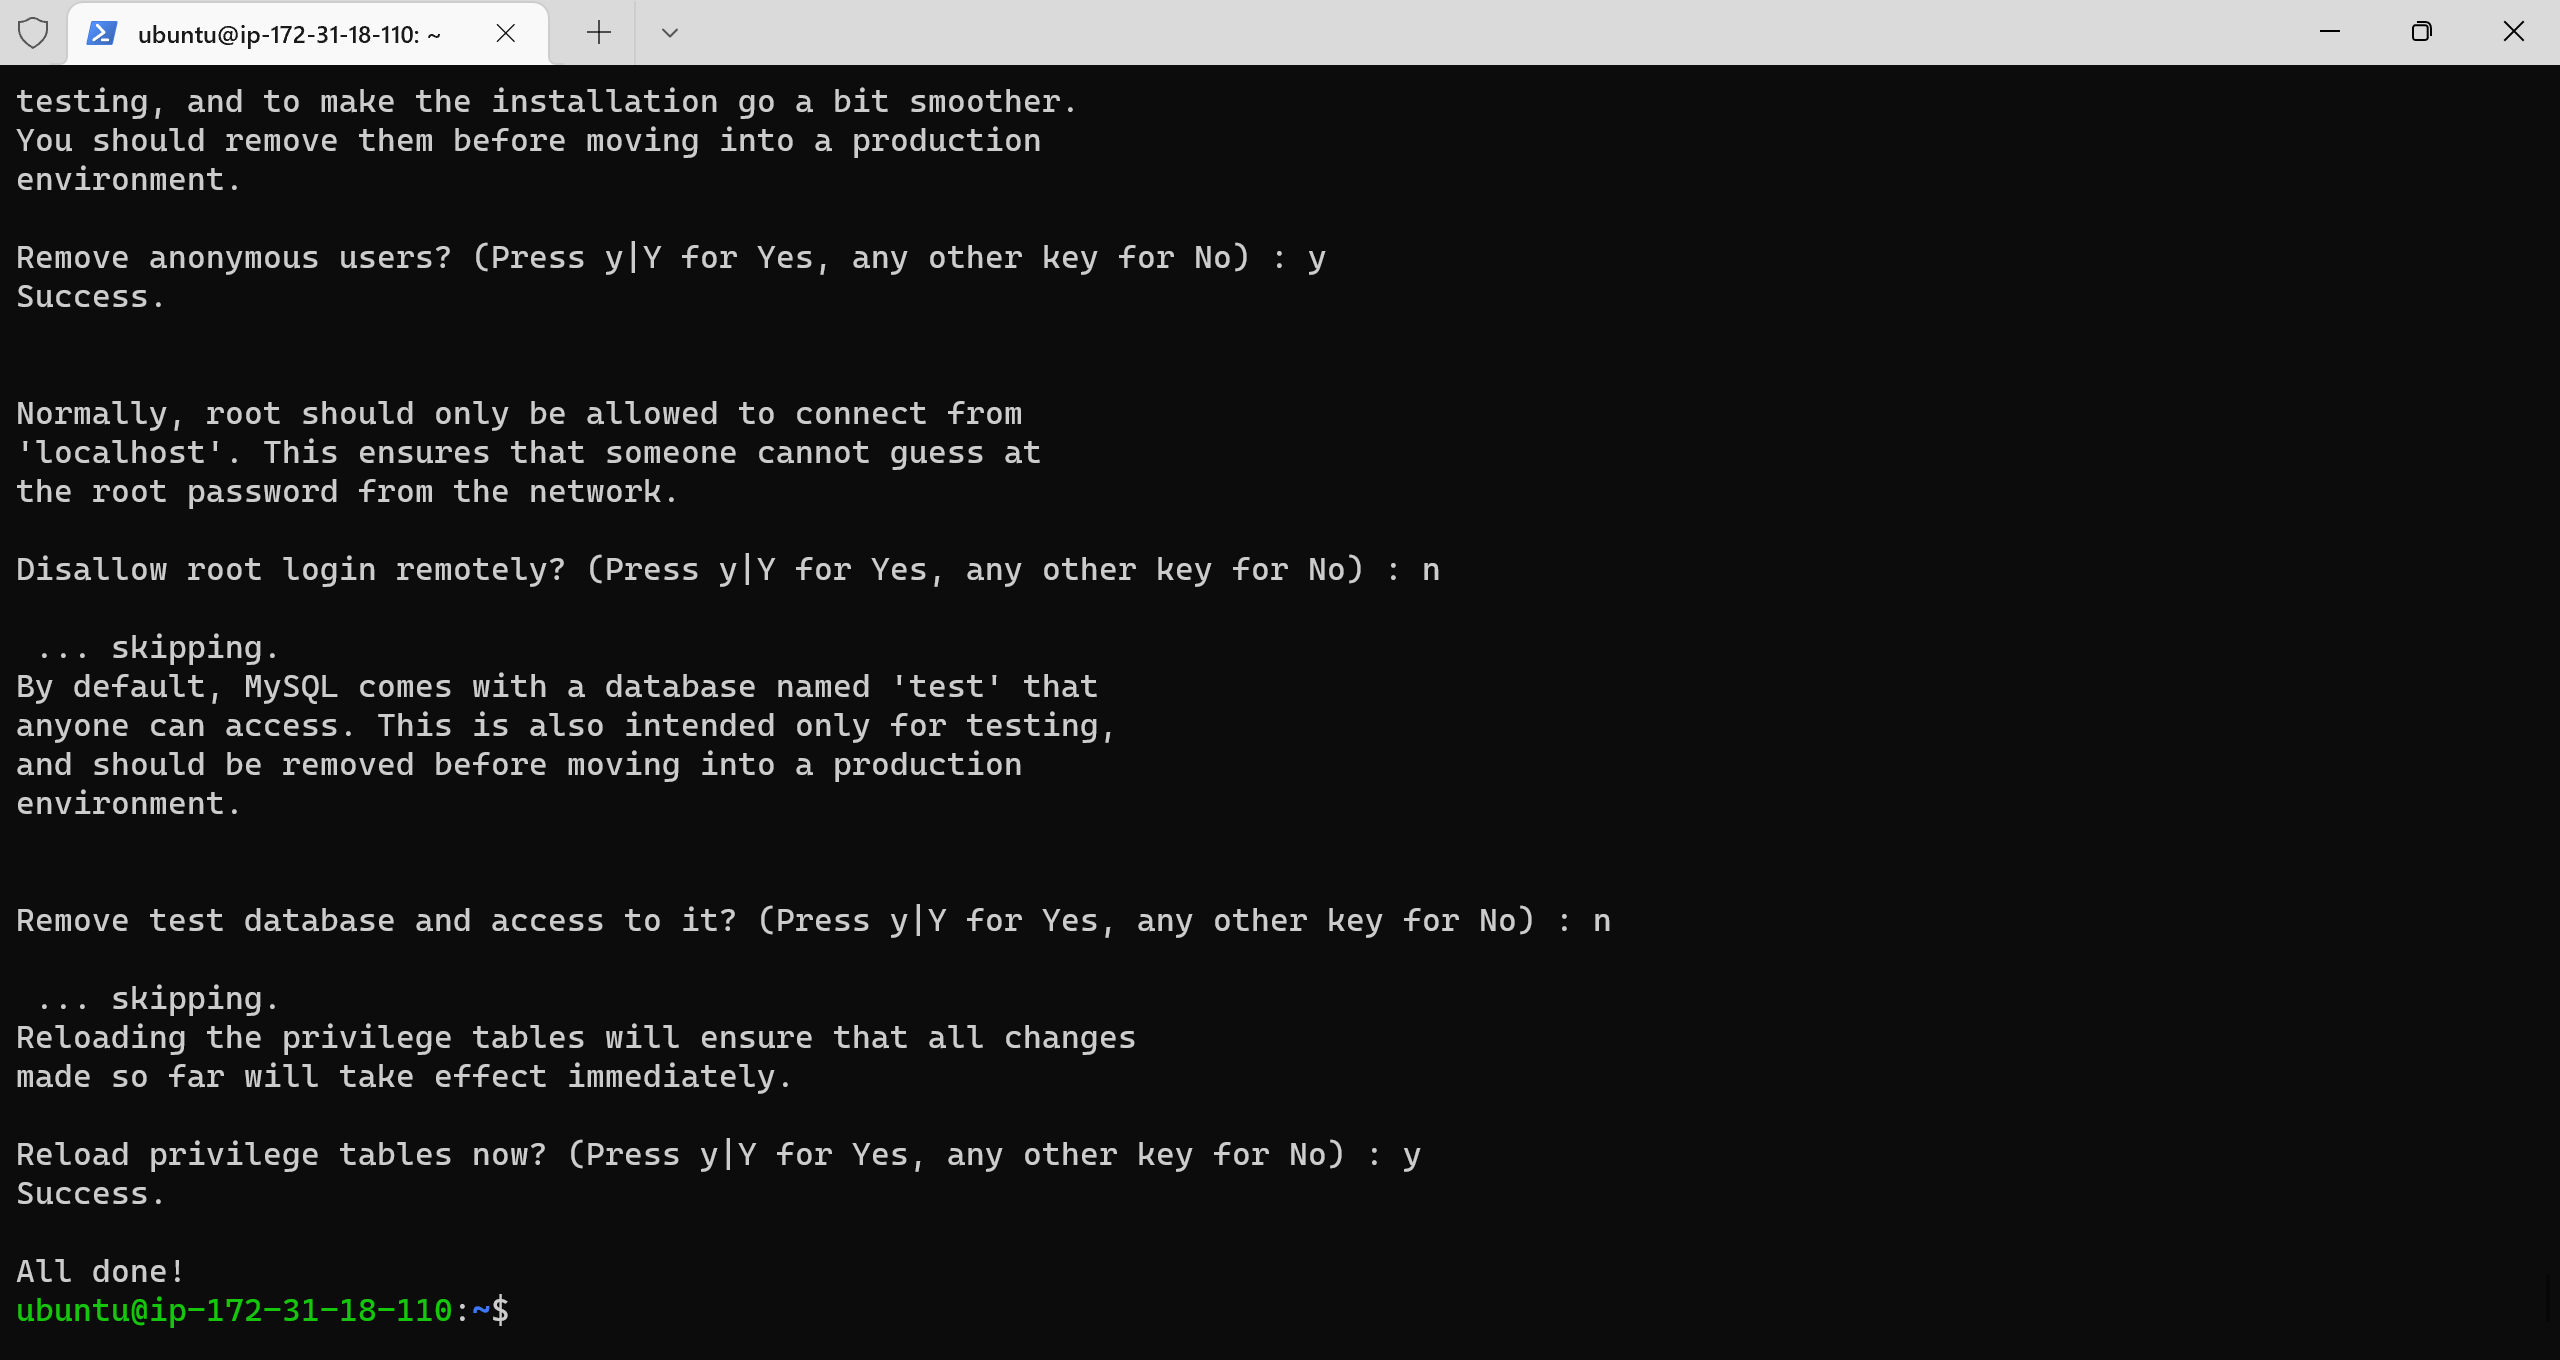 ubuntu@ip-172-31-18-110: ~
testing, and to make the installation go a bit smoother.
You should remove them before moving into a production
environment.
Remove anonymous users? (Press y|Y for Yes, any other key for No) : y
Success.
Normally, root should only be allowed to connect from
'localhost'. This ensures that someone cannot guess at
the root password from the network.
Disallow root login remotely? (Press y|Y for Yes, any other key for No) : n
... skipping.
By default, MySQL comes with a database named 'test' that
anyone can access. This is also intended only for testing,
and should be removed before moving into a production
environment.
Remove test database and access to it? (Press y|Y for Yes, any other key for No) : n
... skipping.
Reloading the privilege tables will ensure that all changes
made so far will take effect immediately.
Reload privilege tables now? (Press y|Y for Yes, any other key for No) : y
Success.
All done!
ubuntu@ip-172-31-18-110:~$